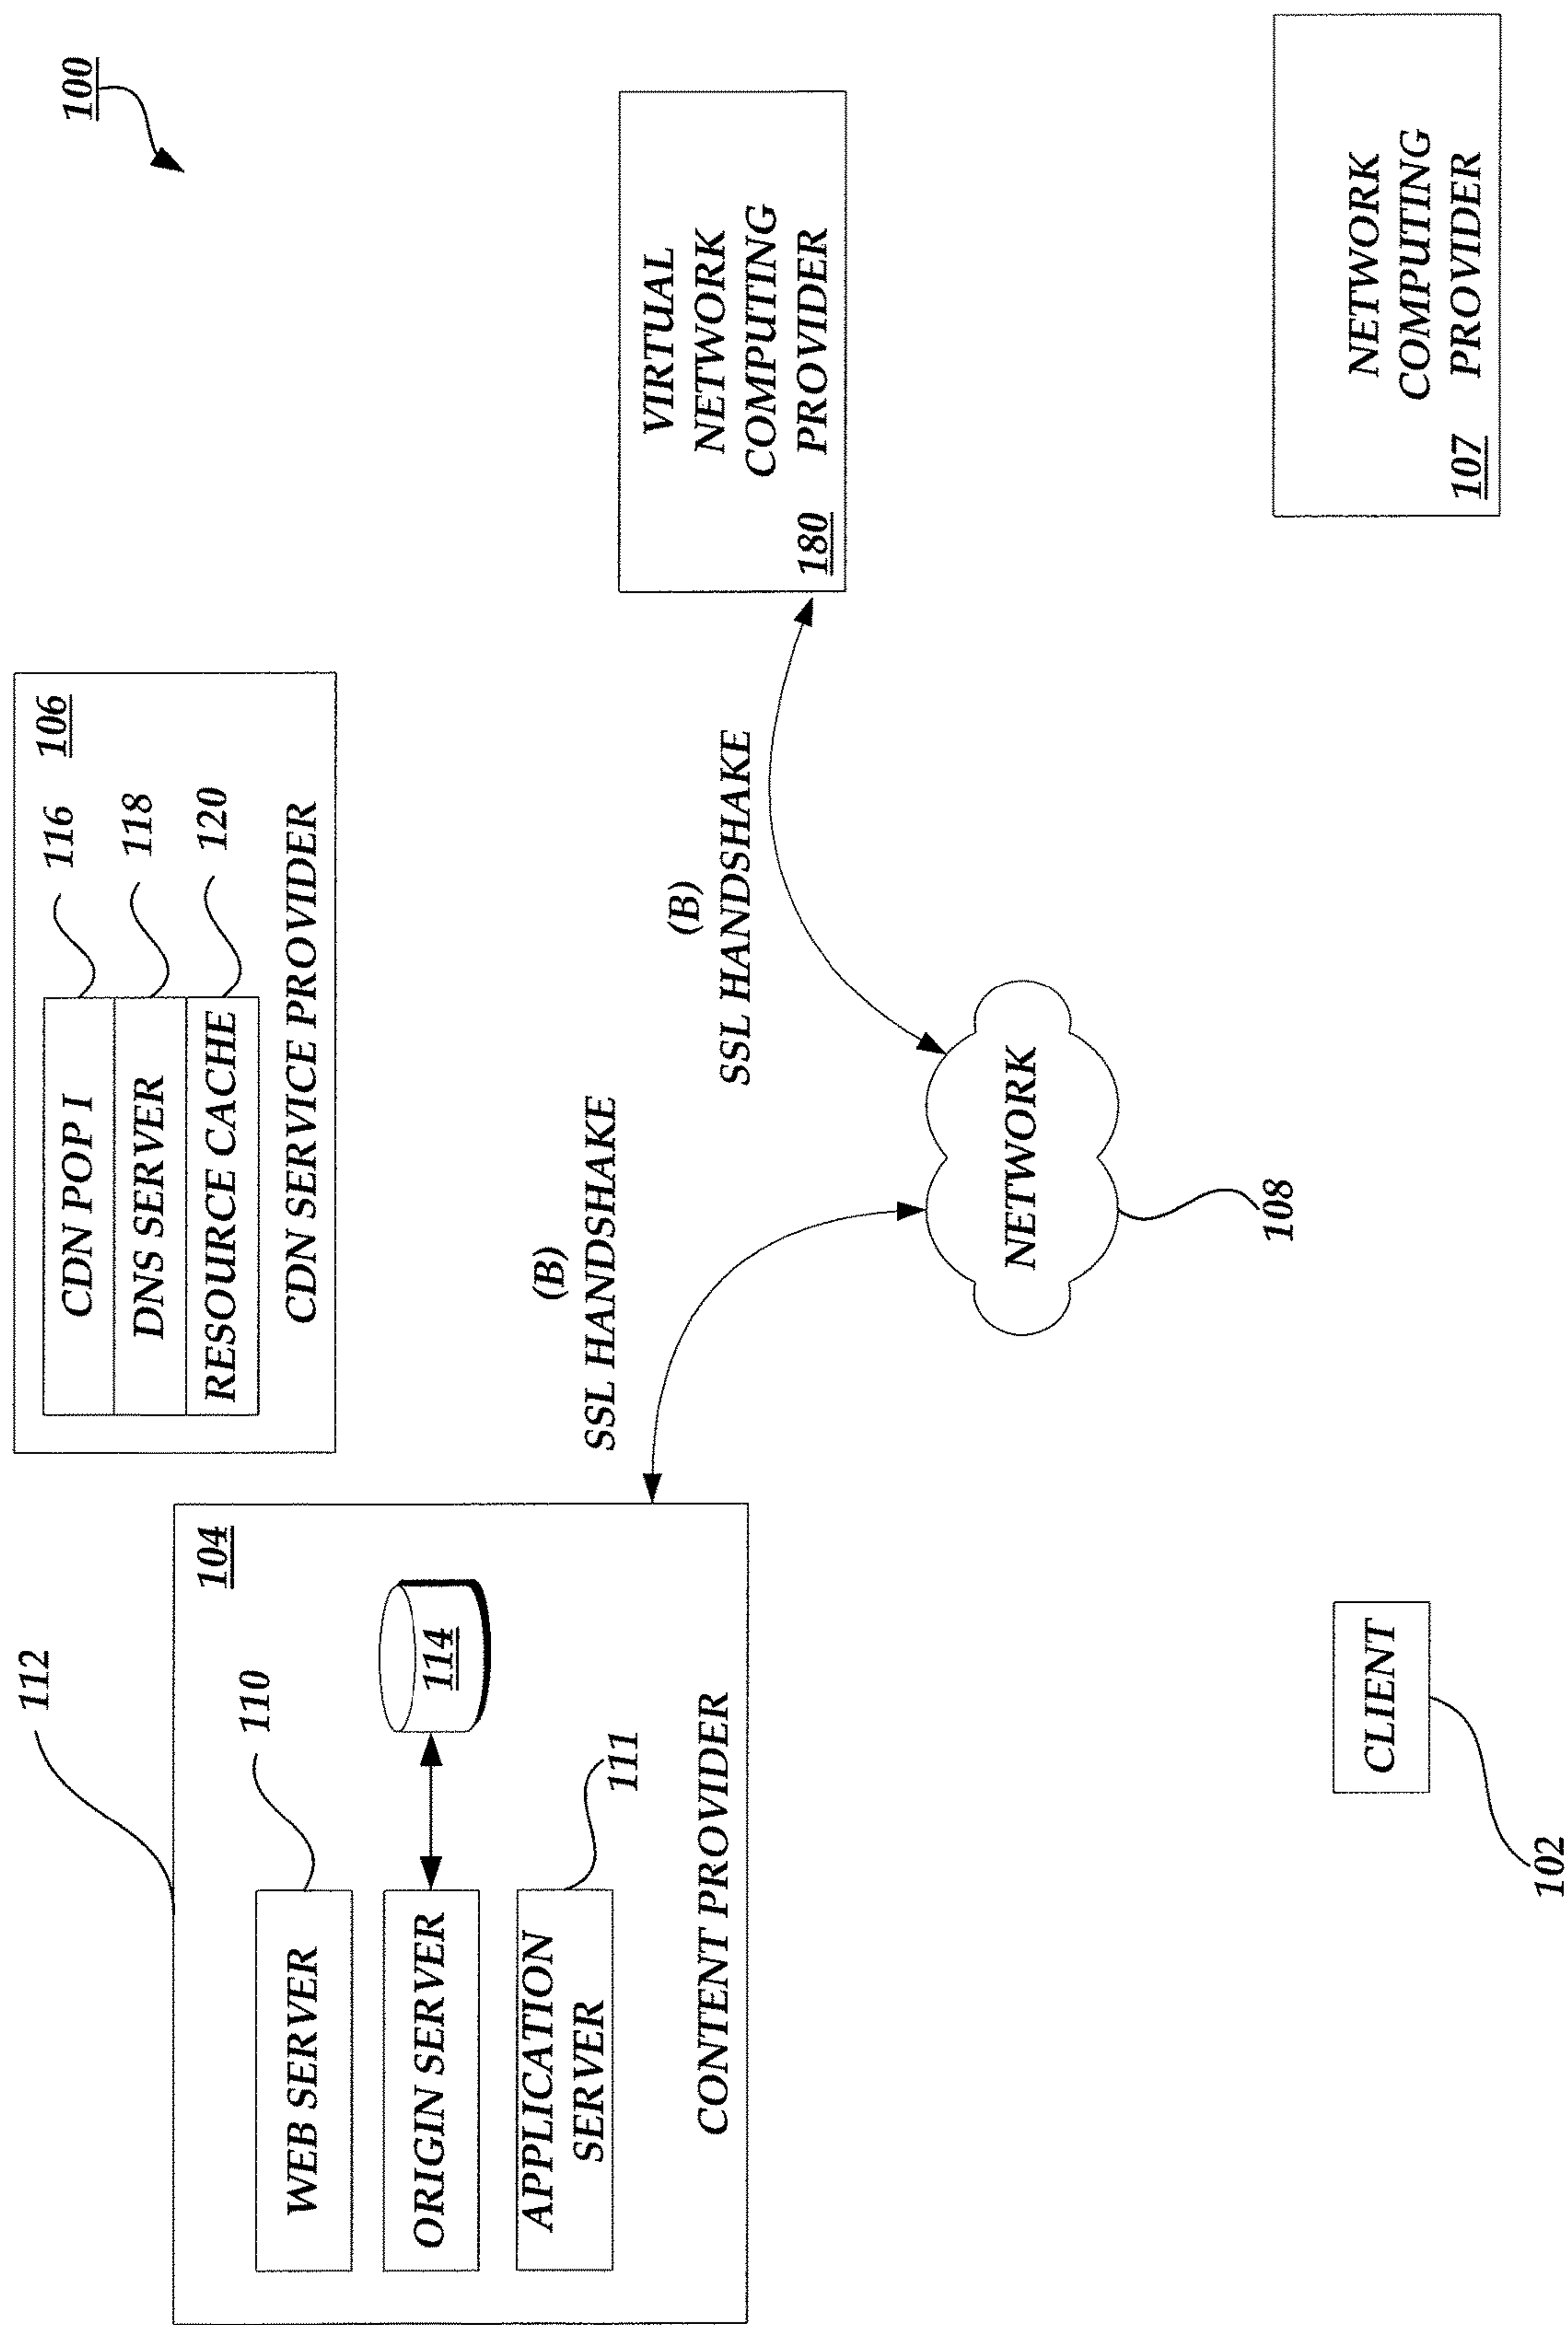 100
112
104
110
WEB SERVER
ORIGIN SERVER
114
APPLICATION
SERVER
111
CONTENT PROVIDER
106
116
118
120
CDN POP I
DNS SERVER
RESOURCE CACHE
CDN SERVICE PROVIDER
(B)
SSL HANDSHAKE
(B)
SSL HANDSHAKE
VIRTUAL
NETWORK
COMPUTING
180 PROVIDER
NETWORK
108
CLIENT
102
NETWORK
COMPUTING
107 PROVIDER